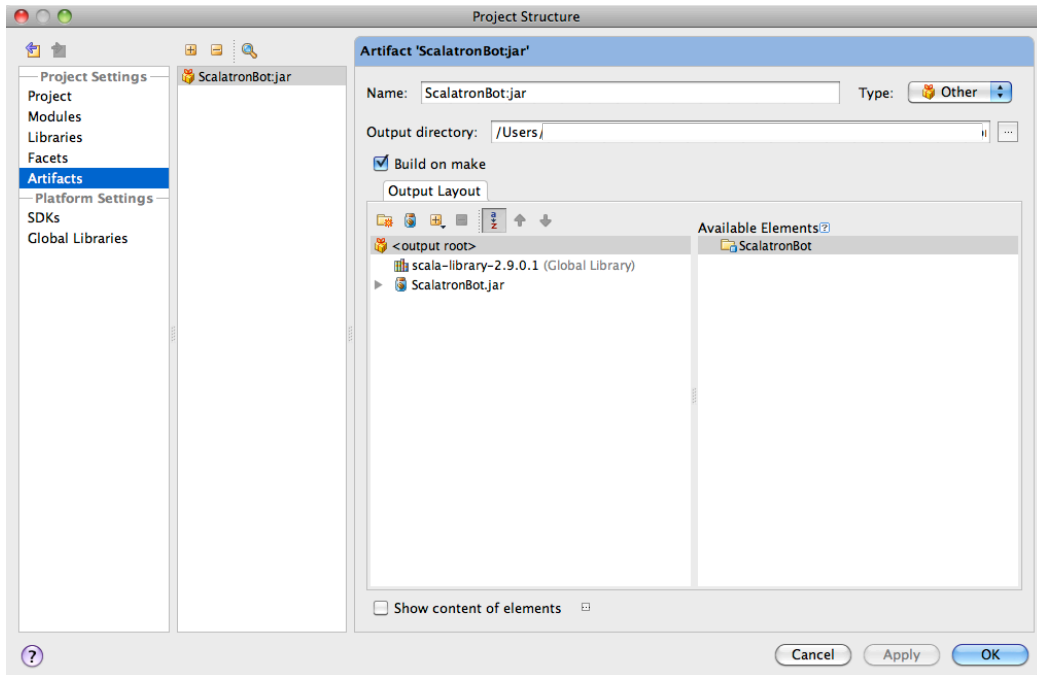 Project Structure
Project Settings
Project
Modules
Libraries
Facets
Artifacts
Platform Settings
SDKs
Global Libraries
ScalatronBot:jar
Artifact 'ScalatronBot:jar'
Name: ScalatronBot:jar Type: Other
Output directory: /Users/
Build on make
Output Layout
a z
Available Elements ?
<output root>
scala-library-2.9.0.1 (Global Library)
ScalatronBot.jar
ScalatronBot
Show content of elements
? Cancel Apply OK